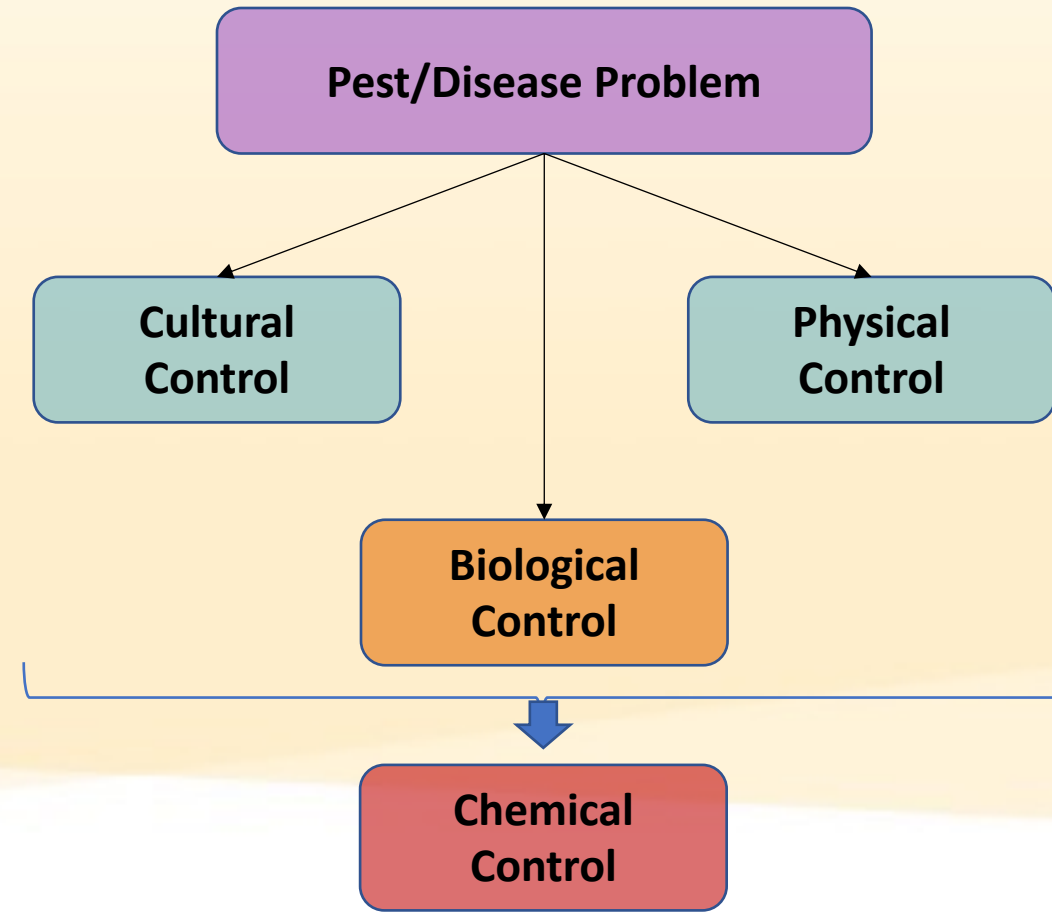 Pest/Disease Problem
Cultural
Control
Physical
Control
Biological
Control
Chemical
Control